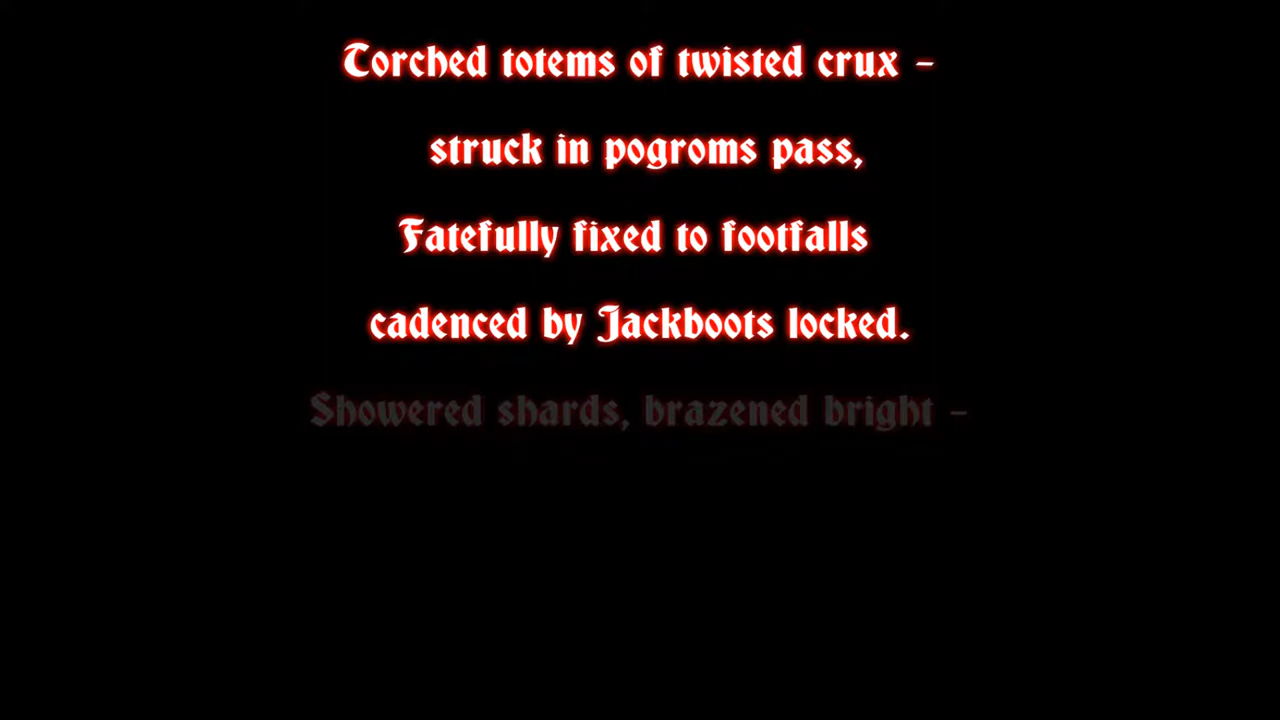 Torched totems of twisted crux -
struck in pogroms pass,
Fatefully fixed to footfalls
cadenced by Jackboots locked.
Showered shards, brazened bright -